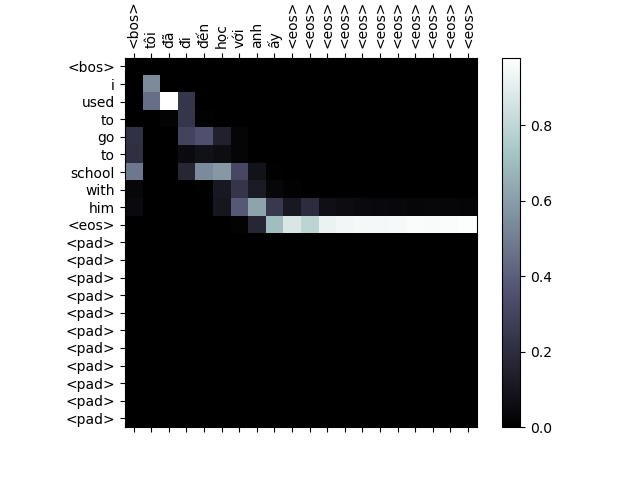 <bos> tôi đã đi đến học với anh ấy <eos> <eos> <eos> <eos> <eos> <eos> <eos> <eos> <eos> <eos> <eos>
<bos>
i
used
to
go
to
school
with
him
<eos>
<pad>
<pad>
<pad>
<pad>
<pad>
<pad>
<pad>
<pad>
<pad>
<pad>
<pad>
0.8
0.6
0.4
0.2
0.0